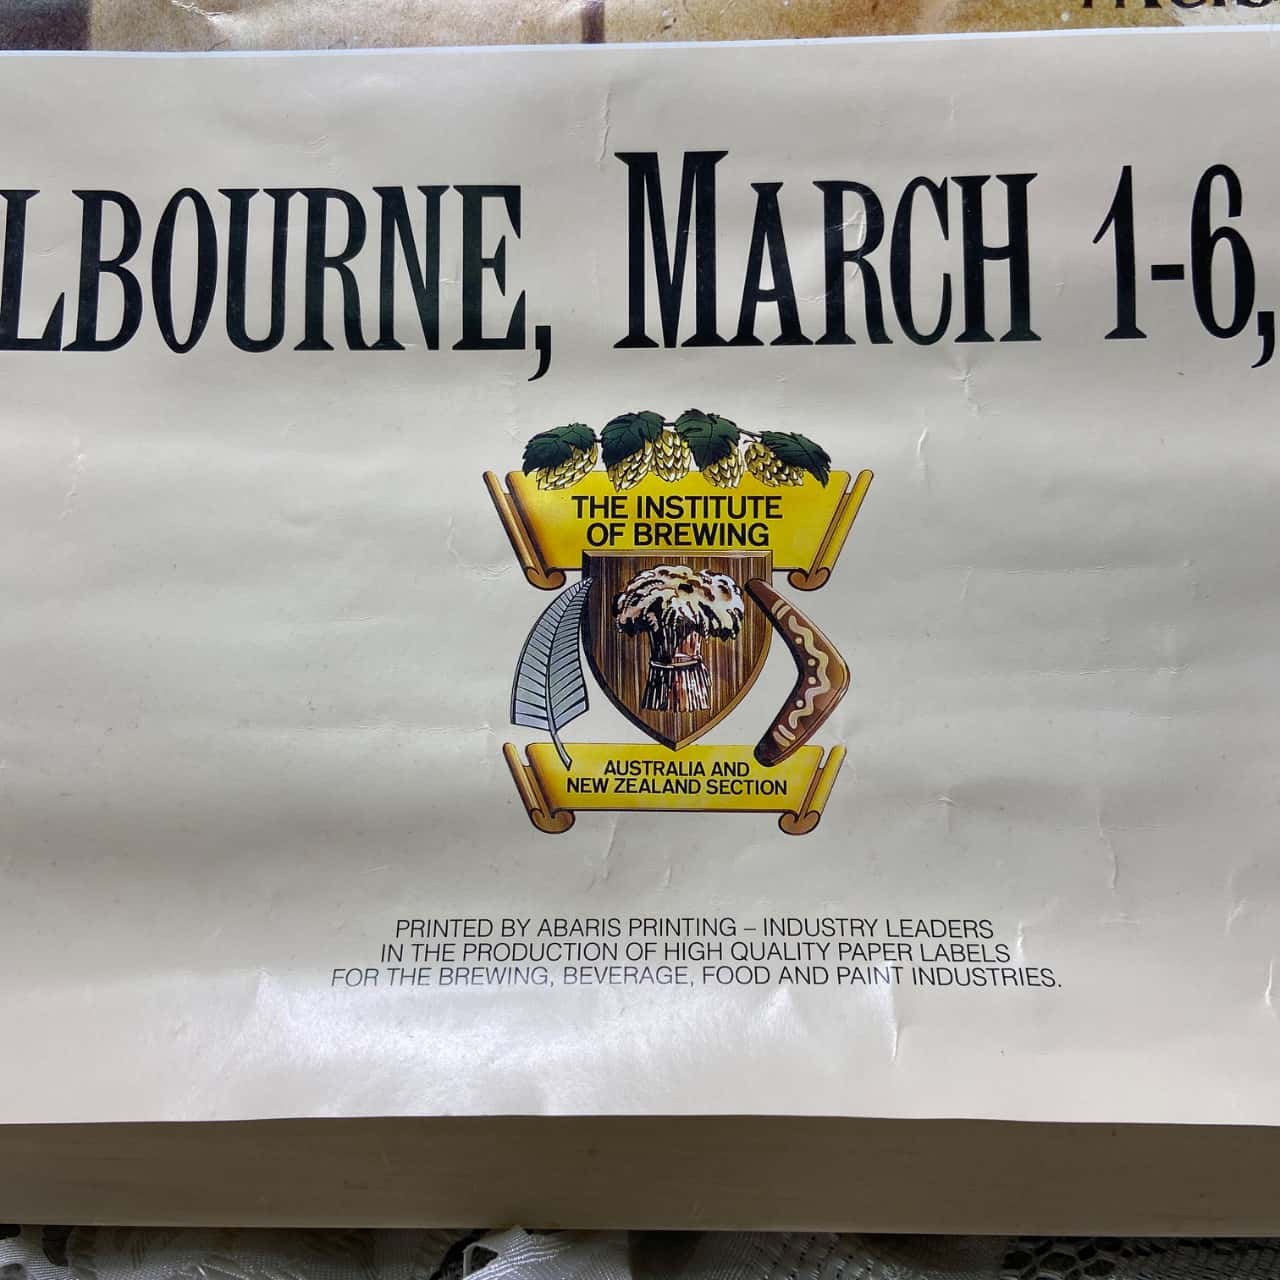 LBOURNE, MARCH 1-6,
THE INSTITUTE
OF BREWING
AUSTRALIA AND
NEW ZEALAND SECTION
PRINTED BY ABARIS PRINTING – INDUSTRY LEADERS
IN THE PRODUCTION OF HIGH QUALITY PAPER LABELS
FOR THE BREWING, BEVERAGE, FOOD AND PAINT INDUSTRIES.